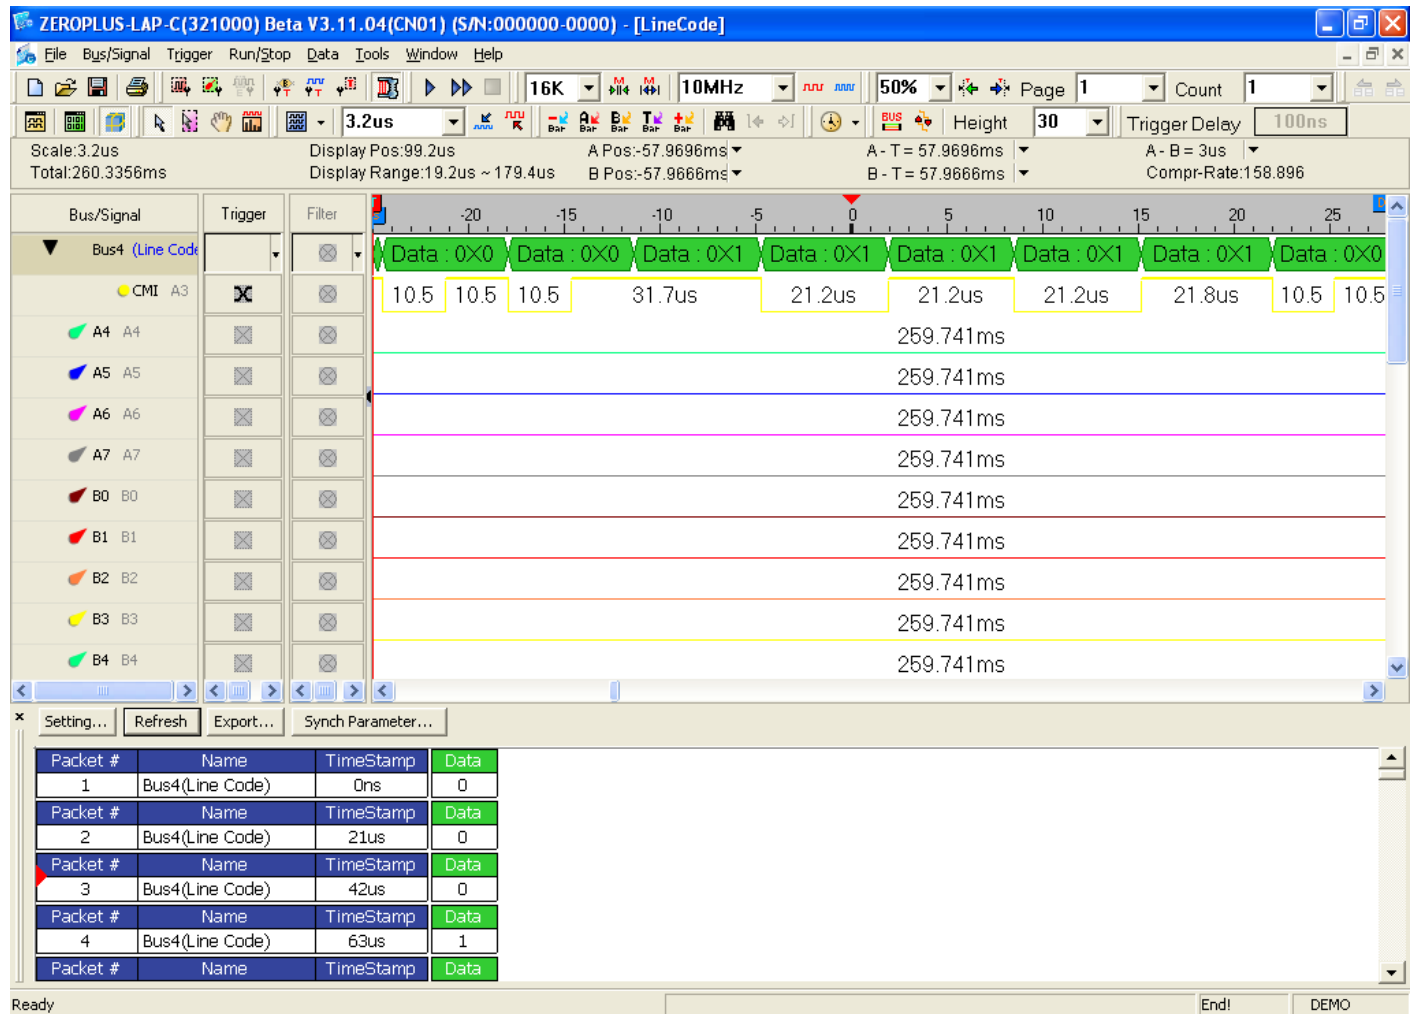 ZEROPLUS-LAP-C(321000) Beta V3.11.04(CN01) (S/N:000000-0000) - [LineCode]
File Bus/Signal Trigger Run/Stop Data Tools Window Help
16K 10MHz 50% Page 1 Count 1
3.2us Bar Bar Bar Bar Bar BUS Height 30 Trigger Delay 100ns
Scale:3.2us Display Pos:99.2us A Pos:-57.9696ms A - T = 57.9696ms A - B = 3us
Total:260.3356ms Display Range:19.2us ~ 179.4us B Pos:-57.9666ms B - T = 57.9666ms Compr-Rate:158.896
Bus/Signal Trigger Filter -20 -15 -10 -5 0 5 10 15 20 25
Bus4 (Line Code Data : 0X0 Data : 0X0 Data : 0X1 Data : 0X1 Data : 0X1 Data : 0X1 Data : 0X1 Data : 0X0
CMI A3 10.5 10.5 10.5 31.7us 21.2us 21.2us 21.2us 21.8us 10.5 10.5
A4 A4 259.741ms
A5 A5 259.741ms
A6 A6 259.741ms
A7 A7 259.741ms
B0 B0 259.741ms
B1 B1 259.741ms
B2 B2 259.741ms
B3 B3 259.741ms
B4 B4 259.741ms
Setting... Refresh Export... Synch Parameter...
Packet # Name TimeStamp Data
1 Bus4(Line Code) 0ns 0
Packet # Name TimeStamp Data
2 Bus4(Line Code) 21us 0
Packet # Name TimeStamp Data
3 Bus4(Line Code) 42us 0
Packet # Name TimeStamp Data
4 Bus4(Line Code) 63us 1
Packet # Name TimeStamp Data
Ready End! DEMO